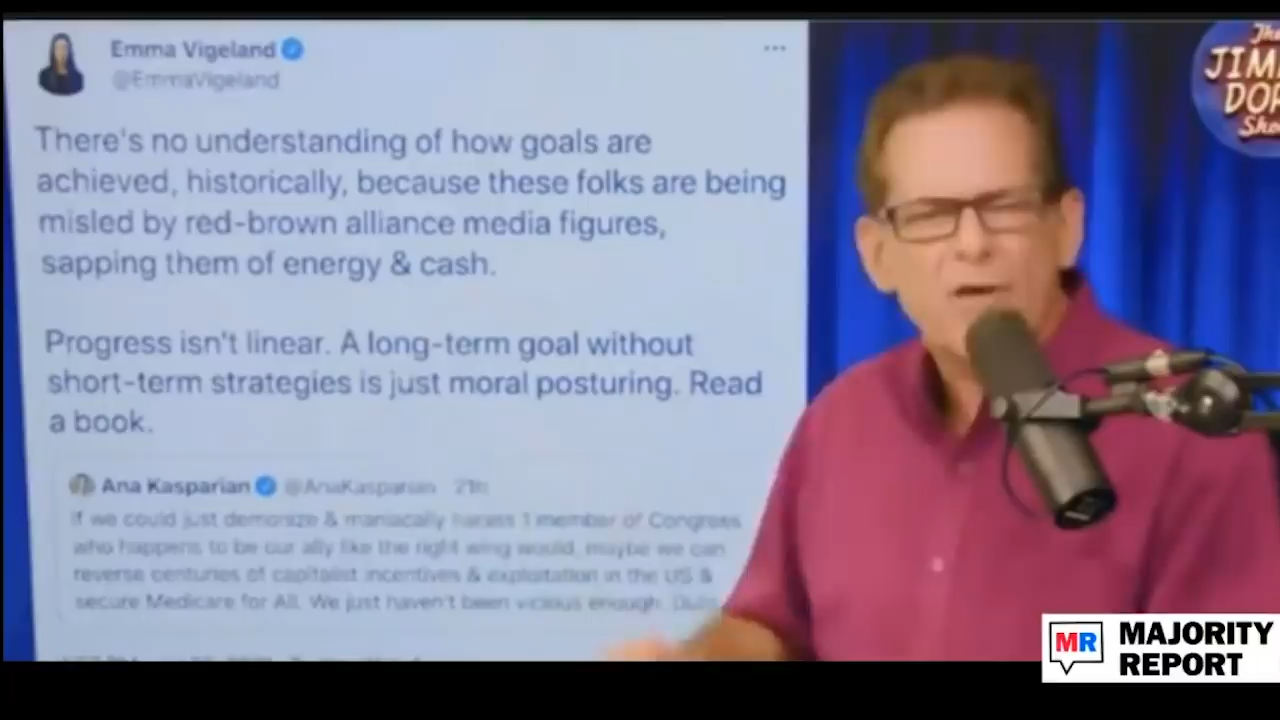 Emma Vigeland
@EmmaVigeland
There's no understanding of how goals are
achieved, historically, because these folks are being
misled by red-brown alliance media figures,
sapping them of energy & cash.
Progress isn't linear. A long-term goal without
short-term strategies is just moral posturing. Read
a book.
Ana Kasparian @AnaKasparian 21h
If we could just demonize & maniacally harass 1 member of Congress
who happens to be our ally like the right wing would, maybe we can
reverse centuries of capitalist incentives & exploitation in the US &
secure Medicare for All. We just haven't been vicious enough.
The
JIM
DOR
Sho
MR MAJORITY
REPORT